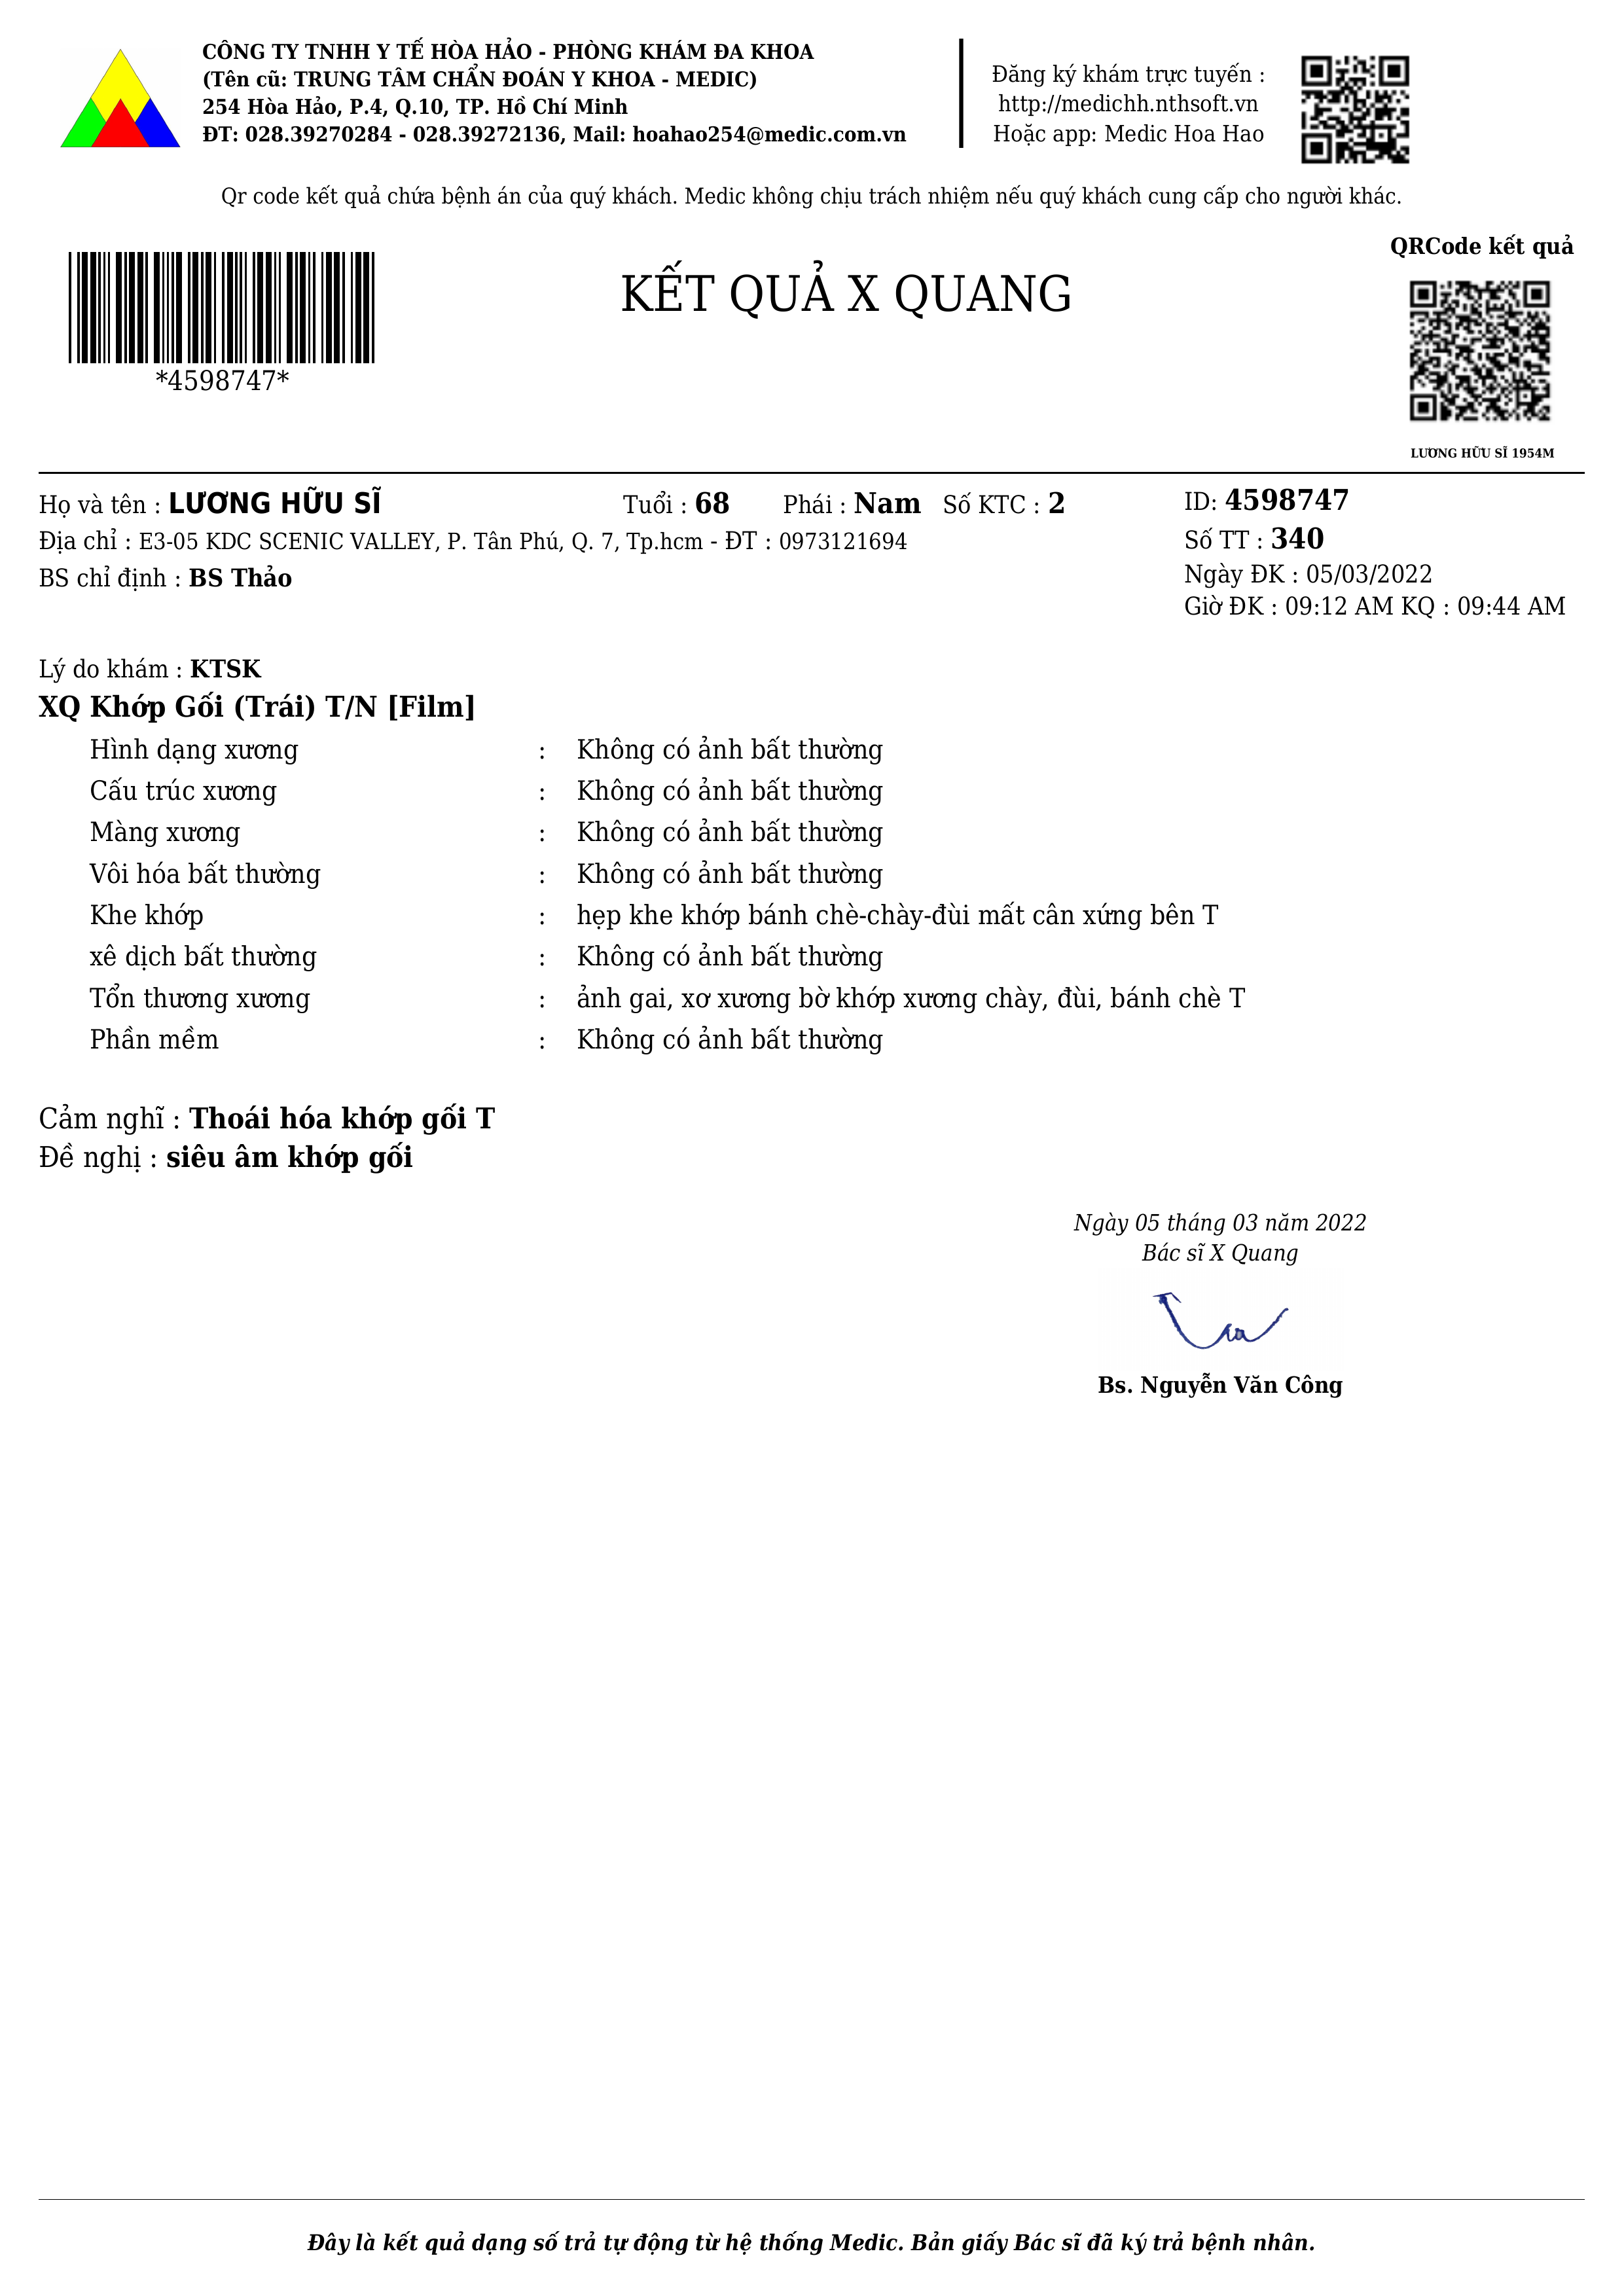 CÔNG TY TNHH Y TẾ HÒA HẢO - PHÒNG KHÁM ĐA KHOA
(Tên cũ: TRUNG TÂM CHẨN ĐOÁN Y KHOA - MEDIC)
254 Hòa Hảo, P.4, Q.10, TP. Hồ Chí Minh
ĐT: 028.39270284 - 028.39272136, Mail: hoahao254@medic.com.vn
Đăng ký khám trực tuyến :
http://medichh.nthsoft.vn
Hoặc app: Medic Hoa Hao
Qr code kết quả chứa bệnh án của quý khách. Medic không chịu trách nhiệm nếu quý khách cung cấp cho người khác.
*4598747*
KẾT QUẢ X QUANG
QRCode kết quả
LƯƠNG HỮU SĨ 1954M
Họ và tên : LƯƠNG HỮU SĨ Tuổi : 68 Phái : Nam Số KTC : 2
Địa chỉ : E3-05 KDC SCENIC VALLEY, P. Tân Phú, Q. 7, Tp.hcm - ĐT : 0973121694
BS chỉ định : BS Thảo
ID: 4598747
Số TT : 340
Ngày ĐK : 05/03/2022
Giờ ĐK : 09:12 AM KQ : 09:44 AM
Lý do khám : KTSK
XQ Khớp Gối (Trái) T/N [Film]
Hình dạng xương : Không có ảnh bất thường
Cấu trúc xương : Không có ảnh bất thường
Màng xương : Không có ảnh bất thường
Vôi hóa bất thường : Không có ảnh bất thường
Khe khớp : hẹp khe khớp bánh chè-chày-đùi mất cân xứng bên T
xê dịch bất thường : Không có ảnh bất thường
Tổn thương xương : ảnh gai, xơ xương bờ khớp xương chày, đùi, bánh chè T
Phần mềm : Không có ảnh bất thường
Cảm nghĩ : Thoái hóa khớp gối T
Đề nghị : siêu âm khớp gối
Ngày 05 tháng 03 năm 2022
Bác sĩ X Quang
Bs. Nguyễn Văn Công
Đây là kết quả dạng số trả tự động từ hệ thống Medic. Bản giấy Bác sĩ đã ký trả bệnh nhân.